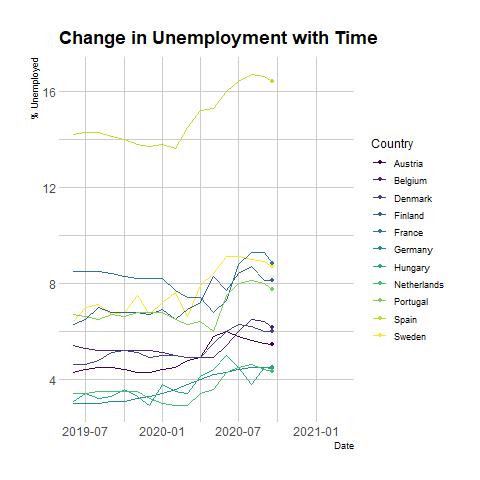 Change in Unemployment with Time
% Unemployed
16
12
8
4
2019-07 2020-01 2020-07 2021-01
Date
Country
Austria
Belgium
Denmark
Finland
France
Germany
Hungary
Netherlands
Portugal
Spain
Sweden